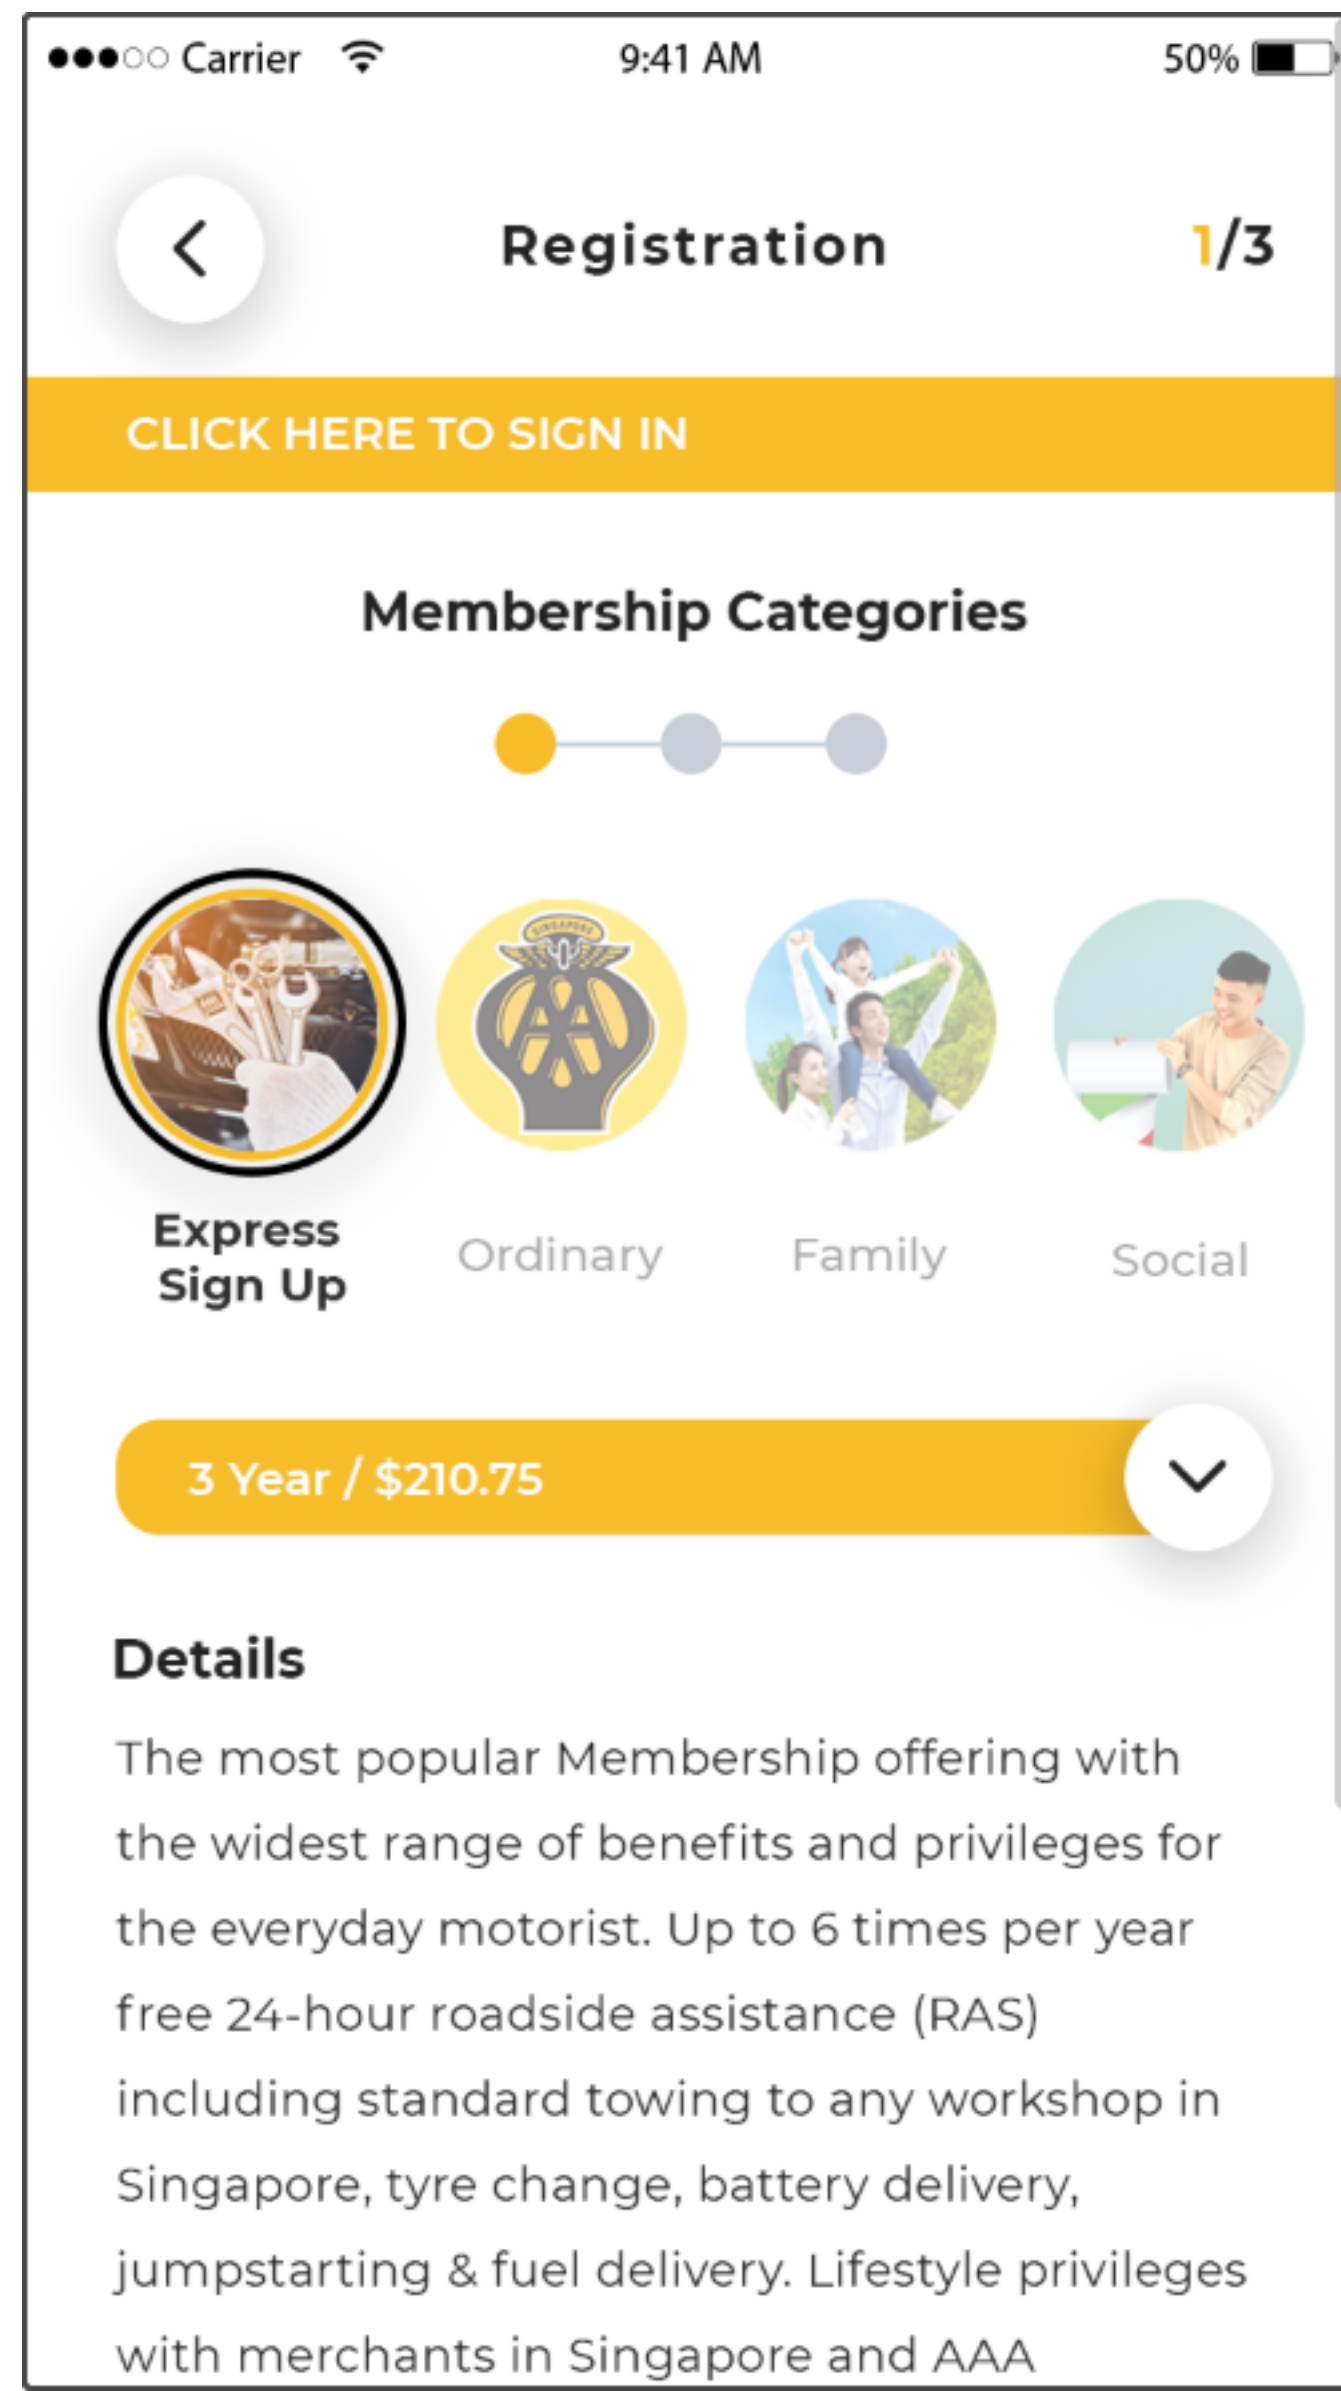 Carrier 9:41 AM 50%
Registration 1/3
CLICK HERE TO SIGN IN
Membership Categories
SINGAPORE
AA
Express
Sign Up
Ordinary
Family
Social
3 Year / $210.75
Details
The most popular Membership offering with
the widest range of benefits and privileges for
the everyday motorist. Up to 6 times per year
free 24-hour roadside assistance (RAS)
including standard towing to any workshop in
Singapore, tyre change, battery delivery,
jumpstarting & fuel delivery. Lifestyle privileges
with merchants in Singapore and AAA